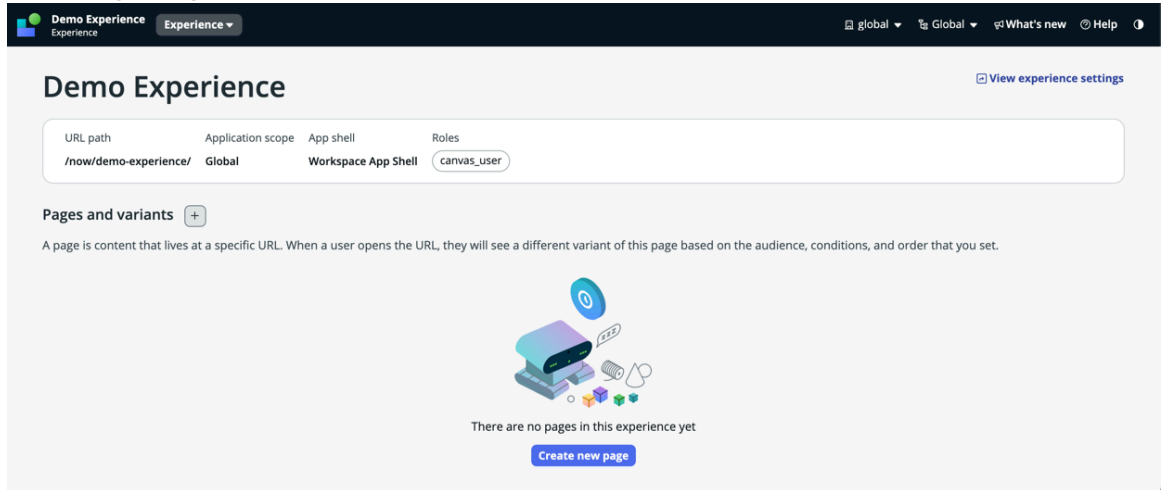 Demo Experience
Experience
Experience
global
Global
What's new
Help
Demo Experience
View experience settings
URL path Application scope App shell Roles
/now/demo-experience/ Global Workspace App Shell canvas_user
Pages and variants +
A page is content that lives at a specific URL. When a user opens the URL, they will see a different variant of this page based on the audience, conditions, and order that you set.
zzz
There are no pages in this experience yet
Create new page